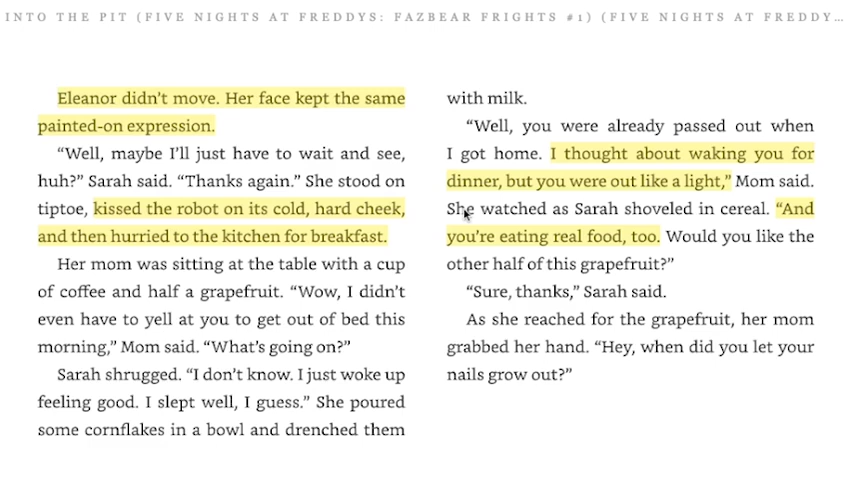 INTO THE PIT (FIVE NIGHTS AT FREDDYS: FAZBEAR FRIGHTS #1) (FIVE NIGHTS AT FREDDY…
Eleanor didn’t move. Her face kept the same
painted-on expression.
“Well, maybe I’ll just have to wait and see,
huh?” Sarah said. “Thanks again.” She stood on
tiptoe, kissed the robot on its cold, hard cheek,
and then hurried to the kitchen for breakfast.
Her mom was sitting at the table with a cup
of coffee and half a grapefruit. “Wow, I didn’t
even have to yell at you to get out of bed this
morning,” Mom said. “What’s going on?”
Sarah shrugged. “I don’t know. I just woke up
feeling good. I slept well, I guess.” She poured
some cornflakes in a bowl and drenched them
with milk.
“Well, you were already passed out when
I got home. I thought about waking you for
dinner, but you were out like a light,” Mom said.
She watched as Sarah shoveled in cereal. “And
you’re eating real food, too. Would you like the
other half of this grapefruit?”
“Sure, thanks,” Sarah said.
As she reached for the grapefruit, her mom
grabbed her hand. “Hey, when did you let your
nails grow out?”